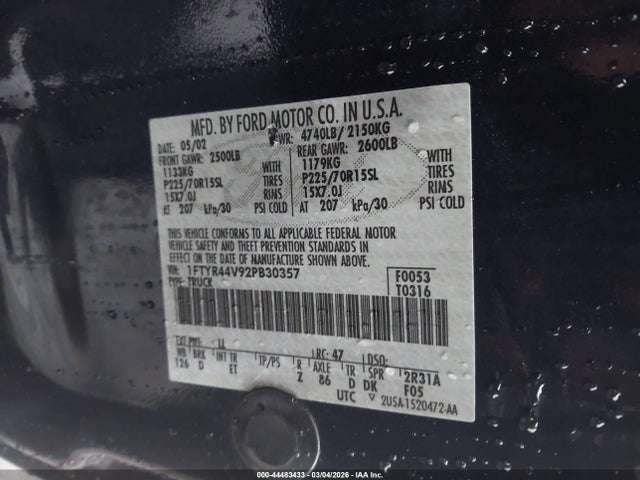 MFD. BY FORD MOTOR CO. IN U.S.A.
DATE: 05/02 GVWR: 4740LB/ 2150KG
FRONT GAWR: 2500LB REAR GAWR: 2600LB
1133KG WITH 1179KG WITH
P225/70R15SL TIRES P225/70R15SL TIRES
15X7.0J RIMS 15X7.0J RIMS
AT 207 kPa/30 PSI COLD AT 207 kPa/30 PSI COLD
THIS VEHICLE CONFORMS TO ALL APPLICABLE FEDERAL MOTOR
VEHICLE SAFETY AND THEFT PREVENTION STANDARDS IN
EFFECT ON THE DATE OF MANUFACTURE SHOWN ABOVE
VIN: 1FTYR44V92PB30357 F0053
TYPE: TRUCK T0316
EXT PNT: RC: 47 DSO:
WB BRK INT TR TP/PS R AXLE TR SPR 2R31A
126 D ET Z 86 D DK F05
UTC 2U5A-1520472-AA
000-44483433 - 03/04/2026 - IAA Inc.